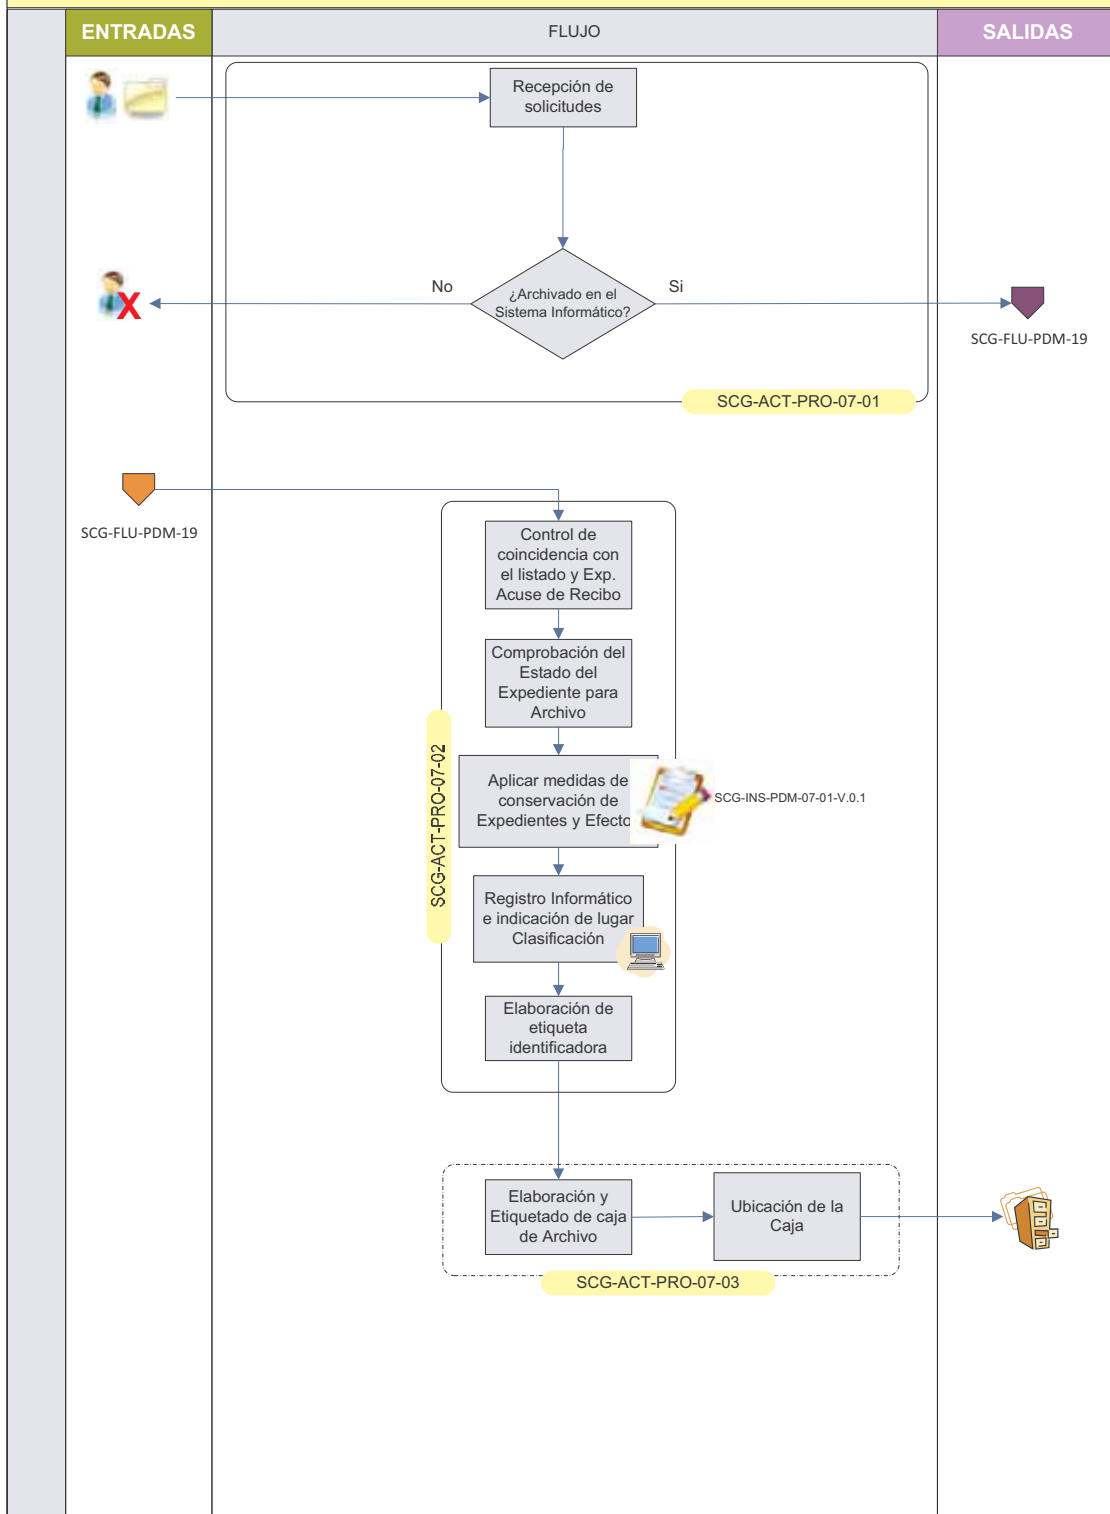 ENTRADAS
FLUJO
SALIDAS
Recepción de
solicitudes
No
¿Archivado en el
Sistema Informático?
Si
X
SCG-FLU-PDM-19
SCG-ACT-PRO-07-01
SCG-FLU-PDM-19
Control de
coincidencia con
el listado y Exp.
Acuse de Recibo
Comprobación del
Estado del
Expediente para
Archivo
SCG-ACT-PRO-07-02
Aplicar medidas de
conservación de
Expedientes y Efecto
SCG-INS-PDM-07-01-V.0.1
Registro Informático
e indicación de lugar
Clasificación
Elaboración de
etiqueta
identificadora
Elaboración y
Etiquetado de caja
de Archivo
Ubicación de la
Caja
SCG-ACT-PRO-07-03